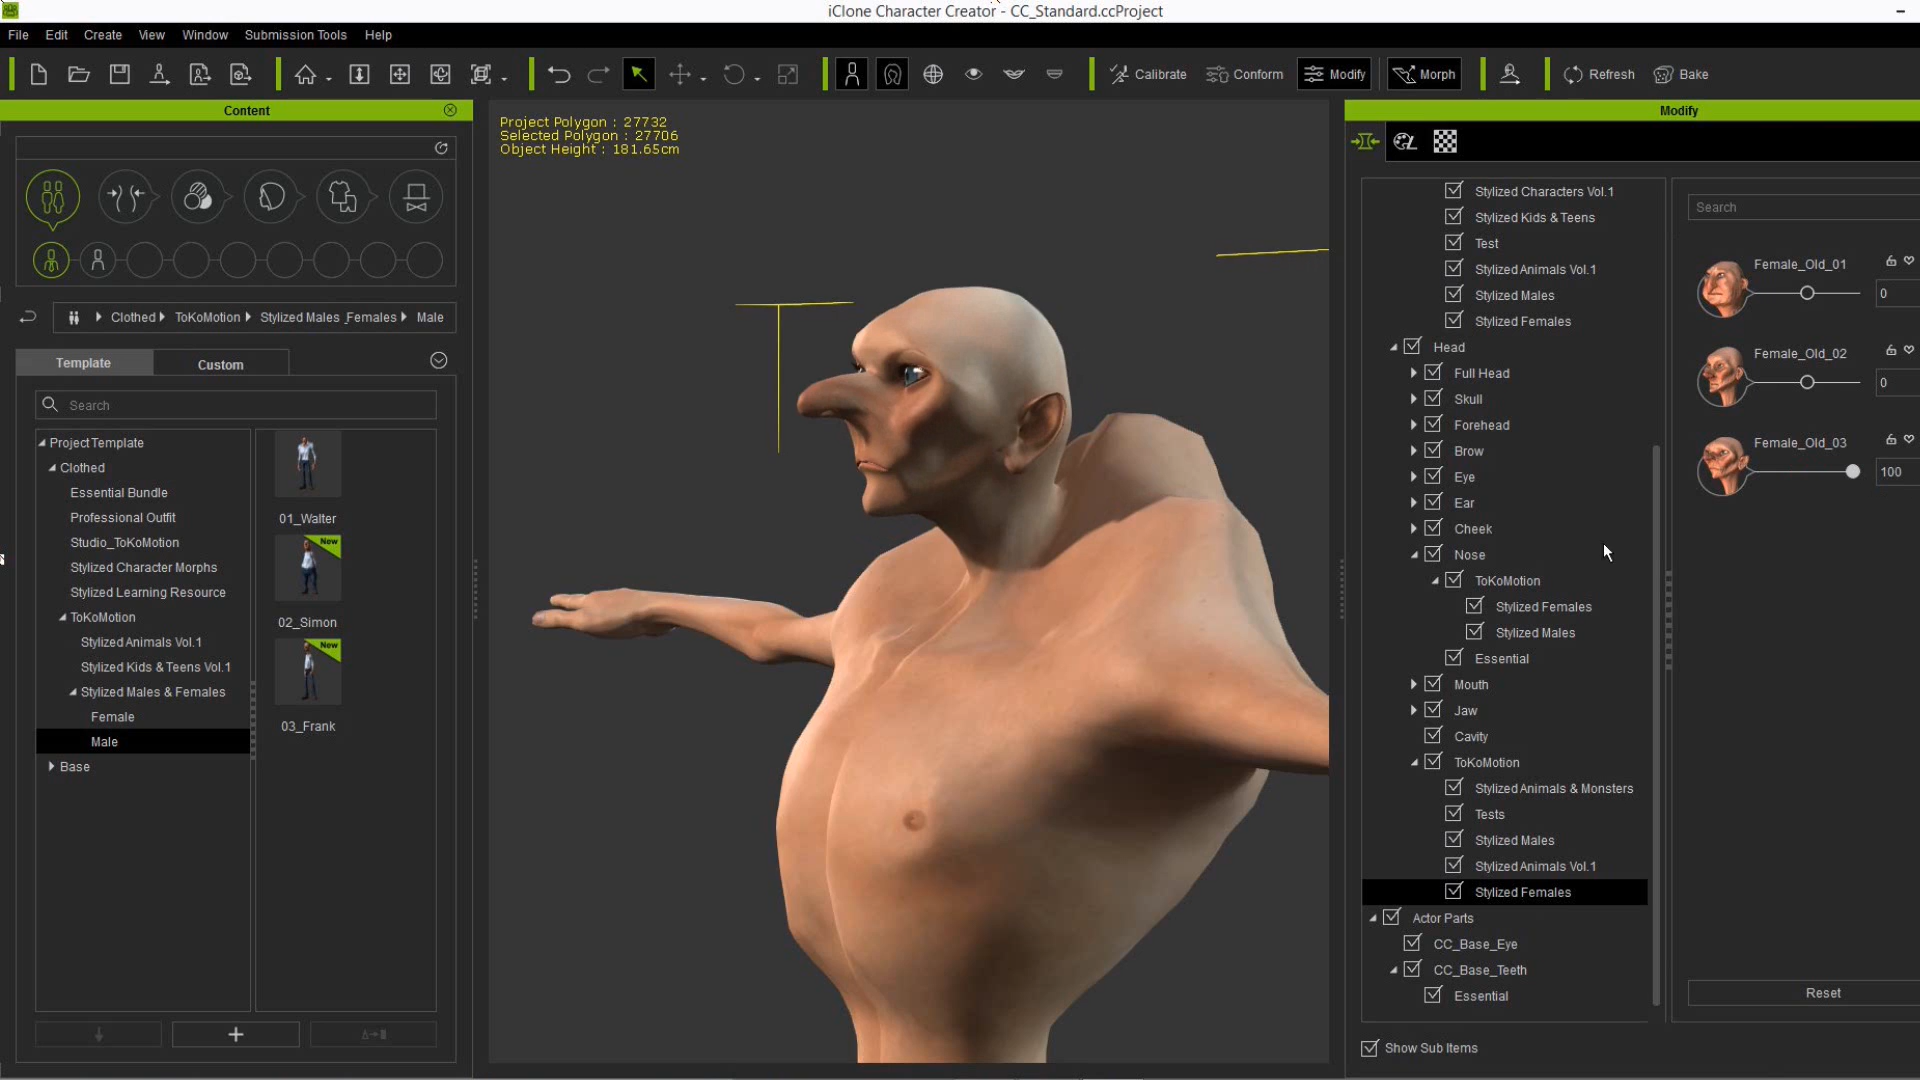 iClone Character Creator - CC_Standard.ccProject
File Edit Create View Window Submission Tools Help
Calibrate Conform Modify Morph Refresh Bake
Content
Clothed ToKoMotion Stylized Males_Females Male
Template Custom
Search
Project Template
Clothed
Essential Bundle
Professional Outfit
Studio_ToKoMotion
Stylized Character Morphs
Stylized Learning Resource
ToKoMotion
Stylized Animals Vol.1
Stylized Kids & Teens Vol.1
Stylized Males & Females
Female
Male
Base
01_Walter
New
02_Simon
New
03_Frank
Project Polygon : 27732
Selected Polygon : 27706
Object Height : 181.65cm
Modify
Stylized Characters Vol.1
Stylized Kids & Teens
Test
Stylized Animals Vol.1
Stylized Males
Stylized Females
Head
Full Head
Skull
Forehead
Brow
Eye
Ear
Cheek
Nose
ToKoMotion
Stylized Females
Stylized Males
Essential
Mouth
Jaw
Cavity
ToKoMotion
Stylized Animals & Monsters
Tests
Stylized Males
Stylized Animals Vol.1
Stylized Females
Actor Parts
CC_Base_Eye
CC_Base_Teeth
Essential
Show Sub Items
Search
Female_Old_01
0
Female_Old_02
0
Female_Old_03
100
Reset